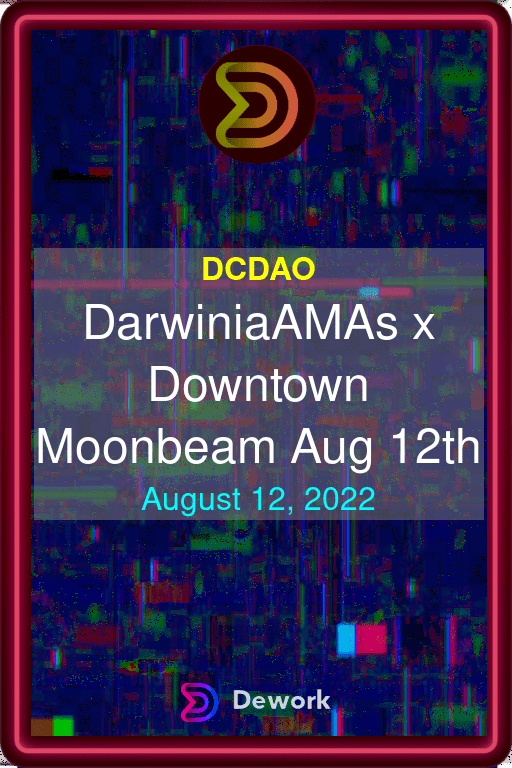 DCDAO
DarwiniaAMAs x
Downtown
Moonbeam Aug 12th
August 12, 2022
Dework